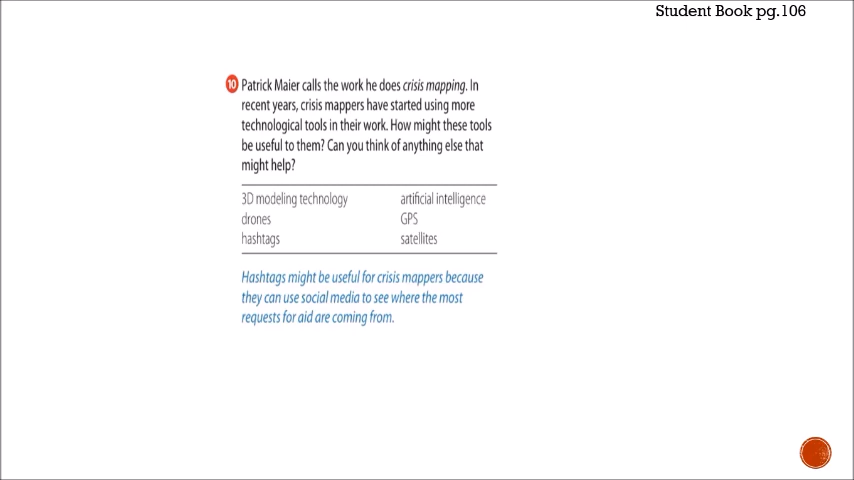 Student Book pg.106
10 Patrick Maier calls the work he does crisis mapping. In
recent years, crisis mappers have started using more
technological tools in their work. How might these tools
be useful to them? Can you think of anything else that
might help?
3D modeling technology artificial intelligence
drones GPS
hashtags satellites
Hashtags might be useful for crisis mappers because
they can use social media to see where the most
requests for aid are coming from.